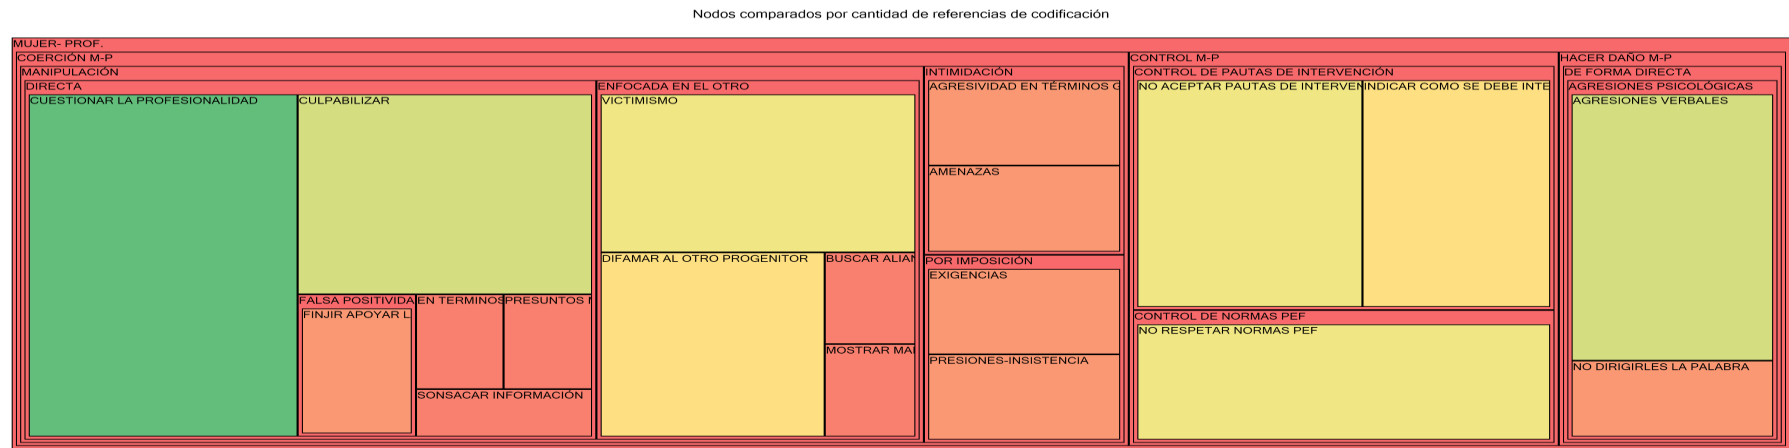 Nodos comparados por cantidad de referencias de codificación
MUJER- PROF.
COERCIÓN M-P
MANIPULACIÓN
DIRECTA
CUESTIONAR LA PROFESIONALIDAD
CULPABILIZAR
FALSA POSITIVIDA
FINJIR APOYAR L
EN TERMINOS
PRESUNTOS
SONSACAR INFORMACIÓN
ENFOCADA EN EL OTRO
VICTIMISMO
DIFAMAR AL OTRO PROGENITOR
BUSCAR ALIAN
MOSTRAR MAI
INTIMIDACIÓN
AGRESIVIDAD EN TÉRMINOS G
AMENAZAS
POR IMPOSICIÓN
EXIGENCIAS
PRESIONES-INSISTENCIA
CONTROL M-P
CONTROL DE PAUTAS DE INTERVENCIÓN
NO ACEPTAR PAUTAS DE INTERVEN
INDICAR COMO SE DEBE INTE
CONTROL DE NORMAS PEF
NO RESPETAR NORMAS PEF
HACER DAÑO M-P
DE FORMA DIRECTA
AGRESIONES PSICOLÓGICAS
AGRESIONES VERBALES
NO DIRIGIRLES LA PALABRA